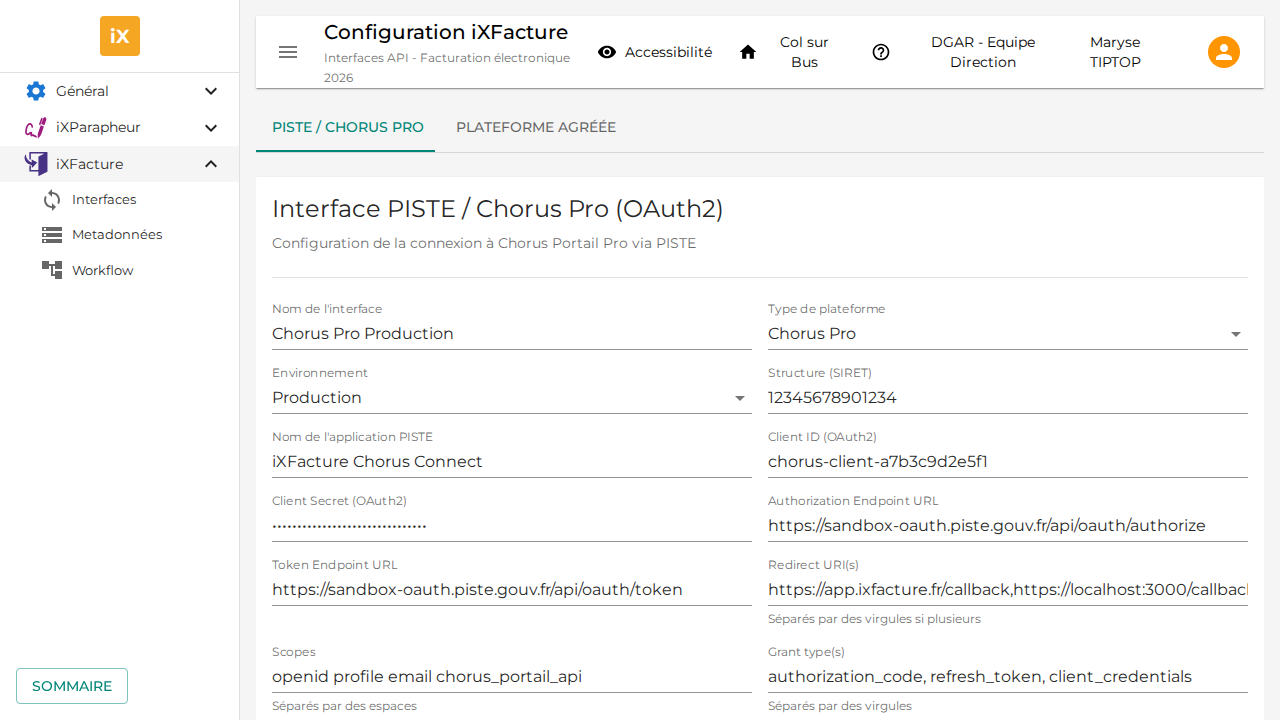 iX
Général
iXParapheur
iXFacture
Interfaces
Metadonnées
Workflow
SOMMAIRE
Configuration iXFacture
Interfaces API - Facturation électronique
2026
Accessibilité
Col sur
Bus
DGAR - Equipe
Direction
Maryse
TIPTOP
PISTE / CHORUS PRO
PLATEFORME AGRÉÉE
Interface PISTE / Chorus Pro (OAuth2)
Configuration de la connexion à Chorus Portail Pro via PISTE
Nom de l'interface
Chorus Pro Production
Type de plateforme
Chorus Pro
Environnement
Production
Structure (SIRET)
12345678901234
Nom de l'application PISTE
iXFacture Chorus Connect
Client ID (OAuth2)
chorus-client-a7b3c9d2e5f1
Client Secret (OAuth2)
•••••••••••••••••••••••••••••••
Authorization Endpoint URL
https://sandbox-oauth.piste.gouv.fr/api/oauth/authorize
Token Endpoint URL
https://sandbox-oauth.piste.gouv.fr/api/oauth/token
Redirect URI(s)
https://app.ixfacture.fr/callback,https://localhost:3000/callbac
Séparés par des virgules si plusieurs
Scopes
openid profile email chorus_portail_api
Séparés par des espaces
Grant type(s)
authorization_code, refresh_token, client_credentials
Séparés par des virgules